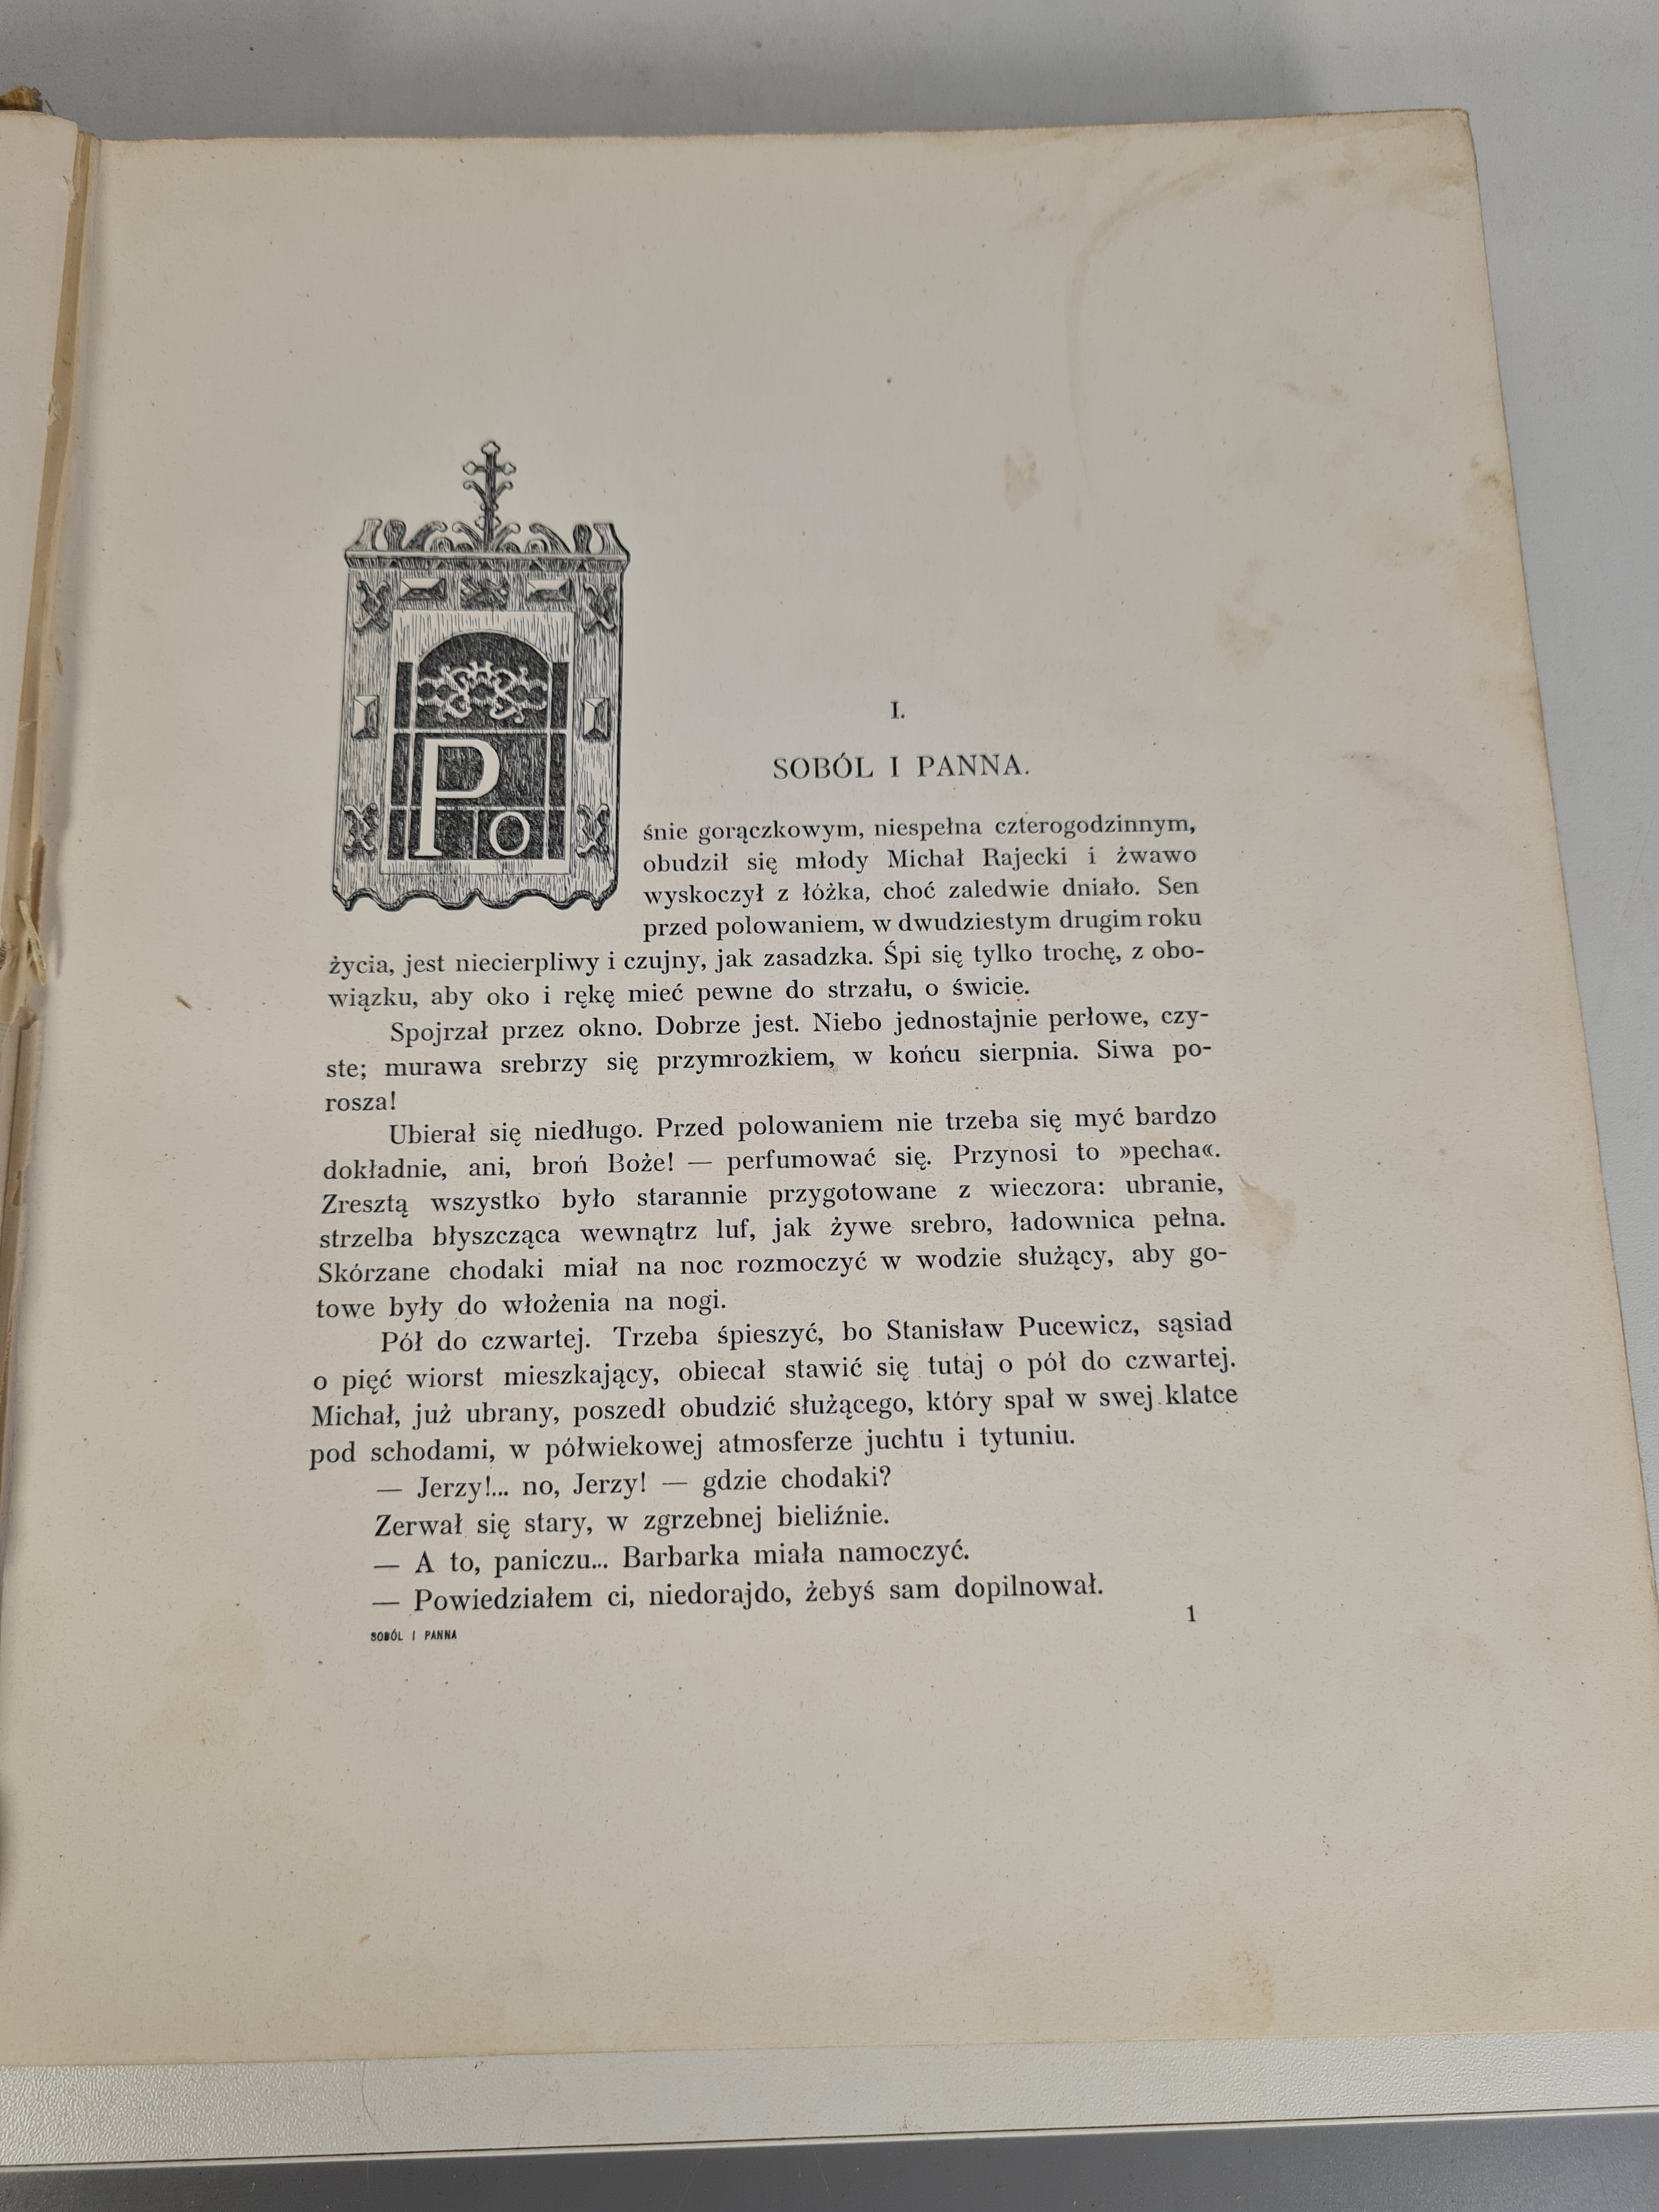 I.
SOBÓL I PANNA.
Po śnie gorączkowym, niespełna czterogodzinnym,
obudził się młody Michał Rajecki i żwawo
wyskoczył z łóżka, choć zaledwie dniało. Sen
przed polowaniem, w dwudziestym drugim roku
życia, jest niecierpliwy i czujny, jak zasadzka. Śpi się tylko trochę, z obo-
wiązku, aby oko i rękę mieć pewne do strzału, o świcie.
Spojrzał przez okno. Dobrze jest. Niebo jednostajnie perłowe, czy-
ste; murawa srebrzy się przymrozkiem, w końcu sierpnia. Siwa po-
rosza!
Ubierał się niedługo. Przed polowaniem nie trzeba się myć bardzo
dokładnie, ani, broń Boże! — perfumować się. Przynosi to »pecha«.
Zresztą wszystko było starannie przygotowane z wieczora: ubranie,
strzelba błyszcząca wewnątrz luf, jak żywe srebro, ładownica pełna.
Skórzane chodaki miał na noc rozmoczyć w wodzie służący, aby go-
towe były do włożenia na nogi.
Pół do czwartej. Trzeba śpieszyć, bo Stanisław Pucewicz, sąsiad
o pięć wiorst mieszkający, obiecał stawić się tutaj o pół do czwartej.
Michał, już ubrany, poszedł obudzić służącego, który spał w swej klatce
pod schodami, w półwiekowej atmosferze juchtu i tytuniu.
— Jerzy!... no, Jerzy! — gdzie chodaki?
Zerwał się stary, w zgrzebnej bieliźnie.
— A to, paniczu... Barbarka miała namoczyć.
— Powiedziałem ci, niedorajdo, żebyś sam dopilnował.
SOBÓL I PANNA
1